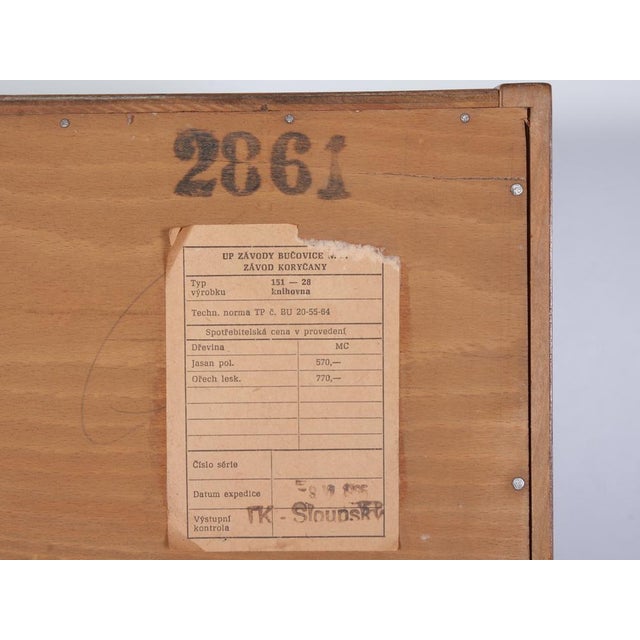 2861
UP ZÁVODY BUČOVICE
ZÁVOD KORYČANY
Typ výrobku 151 — 28 knihovna
Techn. norma TP č. BU 20-55-64
Spotřebitelská cena v provedení
Dřevina MC
Jasan pol. 570,—
Ořech lesk. 770,—
Číslo série
Datum expedice
Výstupní kontrola TK - Sloupský